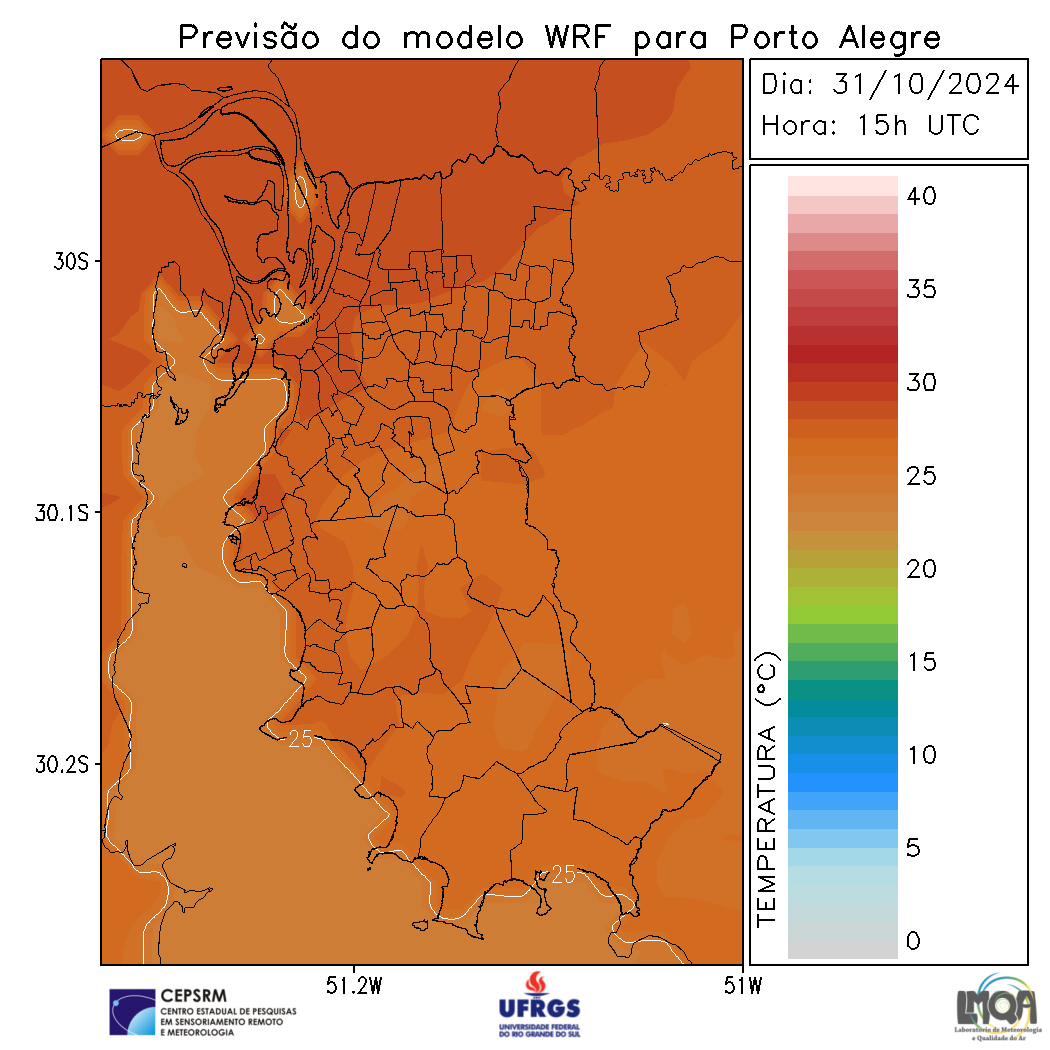 Previsão do modelo WRF para Porto Alegre
Dia: 31/10/2024
Hora: 15h UTC
40
35
30
25
20
15
10
5
0
TEMPERATURA (°C)
30S
30.1S
30.2S
25
25
51.2W
51W
CEPSRM
CENTRO ESTADUAL DE PESQUISAS
EM SENSORIAMENTO REMOTO
E METEOROLOGIA
UFRGS
UNIVERSIDADE FEDERAL
DO RIO GRANDE DO SUL
LMQA
Laboratório de Meteorologia
e Qualidade do Ar